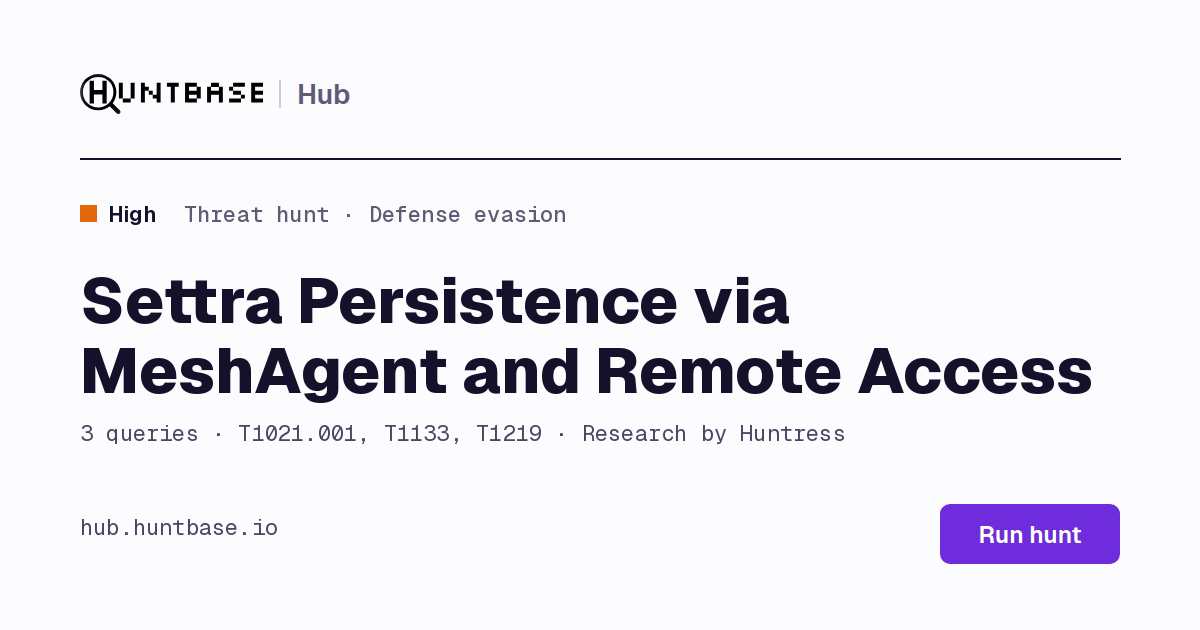 HUNTBASE Hub
High Threat hunt · Defense evasion
Settra Persistence via
MeshAgent and Remote Access
3 queries · T1021.001, T1133, T1219 · Research by Huntress
hub.huntbase.io
Run hunt